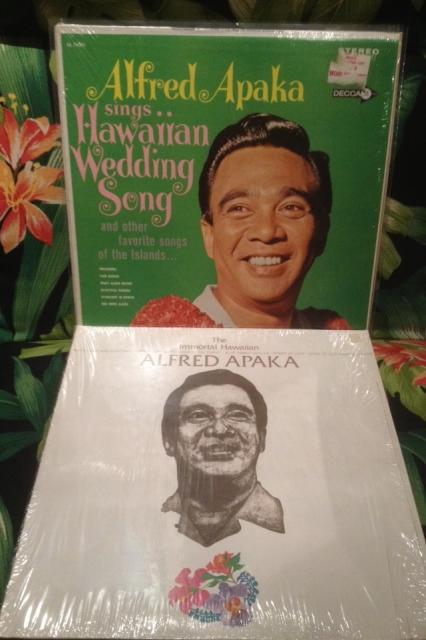 STEREO
DECCA
Alfred Apaka
sings..
Hawaiian
Wedding
Song
and other
favorite songs
of the Islands...
The
Immortal Hawaiian
ALFRED APAKA